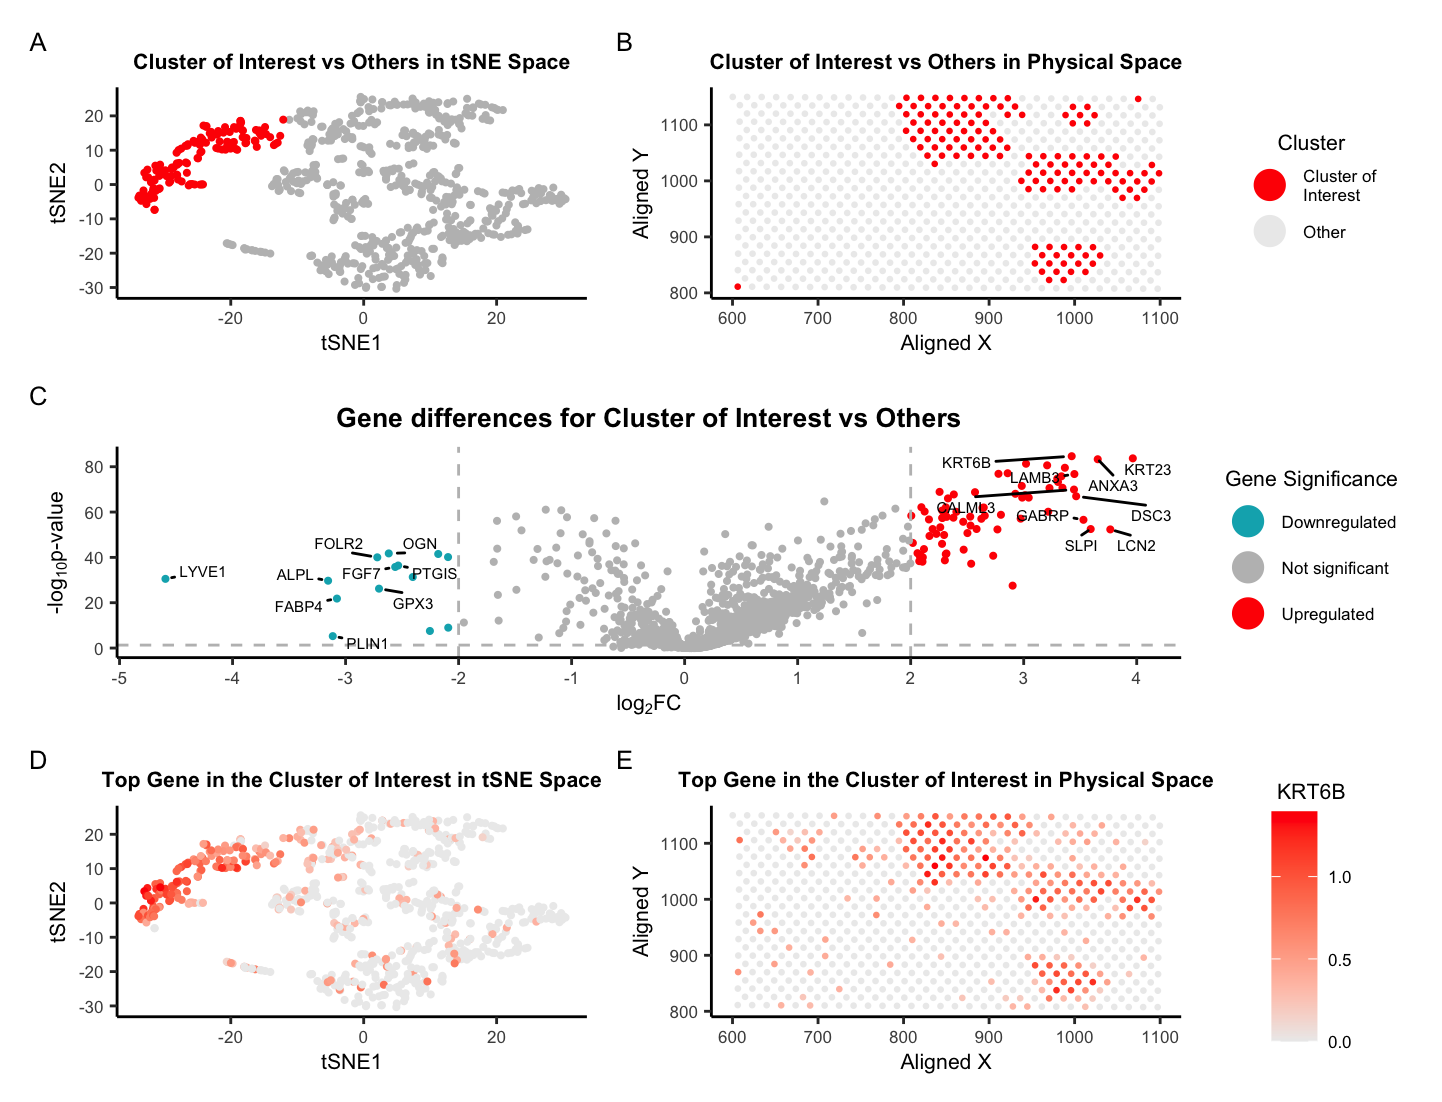 A
Cluster of Interest vs Others in tSNE Space
20
10
0
-10
-20
-30
tSNE2
-20
0
20
tSNE1
B
Cluster of Interest vs Others in Physical Space
1100
1000
900
800
Aligned Y
600
700
800
900
1000
1100
Aligned X
Cluster
Cluster of
Interest
Other
C
Gene differences for Cluster of Interest vs Others
80
60
40
20
0
-log10p-value
KRT6B
LAMB3
KRT23
ANXA3
CALML3
GABRP
DSC3
SLPI
LCN2
FOLR2
OGN
LYVE1
ALPL
FGF7
PTGIS
FABP4
GPX3
PLIN1
-5
-4
-3
-2
-1
0
1
2
3
4
log2FC
Gene Significance
Downregulated
Not significant
Upregulated
D
Top Gene in the Cluster of Interest in tSNE Space
20
10
0
-10
-20
-30
tSNE2
-20
0
20
tSNE1
E
Top Gene in the Cluster of Interest in Physical Space
1100
1000
900
800
Aligned Y
600
700
800
900
1000
1100
Aligned X
KRT6B
1.0
0.5
0.0